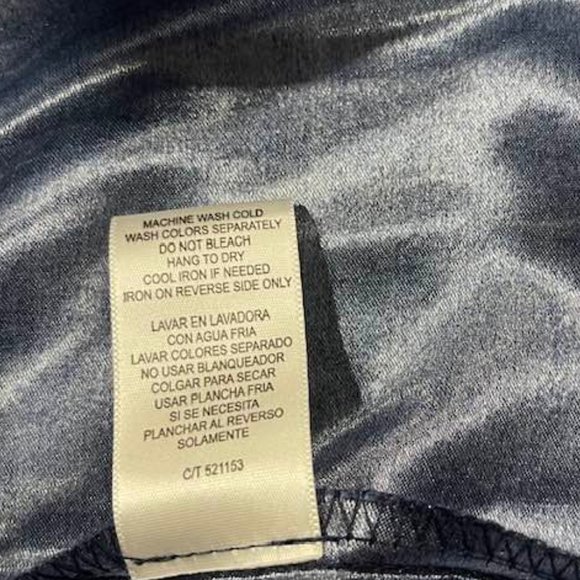 MACHINE WASH COLD
WASH COLORS SEPARATELY
DO NOT BLEACH
HANG TO DRY
COOL IRON IF NEEDED
IRON ON REVERSE SIDE ONLY
LAVAR EN LAVADORA
CON AGUA FRIA
LAVAR COLORES SEPARADO
NO USAR BLANQUEADOR
COLGAR PARA SECAR
USAR PLANCHA FRIA
SI SE NECESITA
PLANCHAR AL REVERSO
SOLAMENTE
C/T 521153